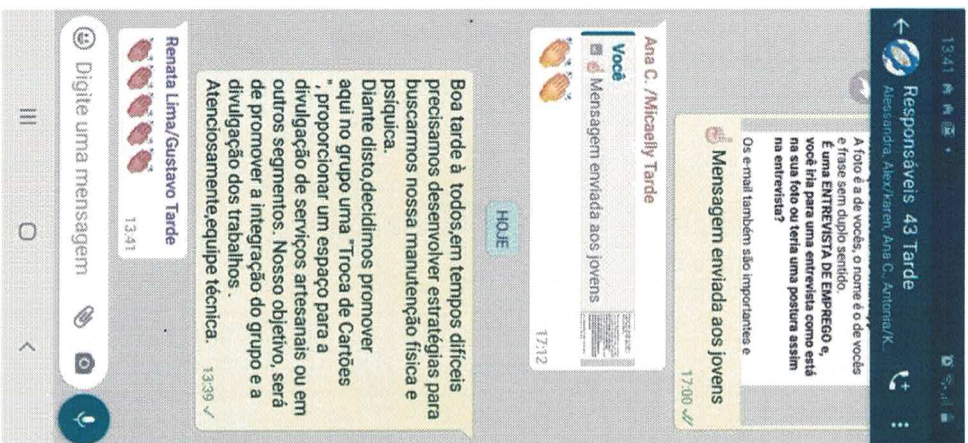 13:41
Responsáveis 43 Tarde
Alessandra, Alex/karen, Ana C., Antonia/K...
A foto é a de vocês, o nome é o de vocês
e frase sem duplo sentido.
É uma ENTREVISTA DE EMPREGO e,
você iria para uma entrevista como está
na sua foto ou teria uma postura assim
na entrevista?
Os e-mail também são importantes e
Mensagem enviada aos jovens
17:00
Ana C. /Micaelly Tarde
Você
Mensagem enviada aos jovens
17:12
HOJE
Boa tarde à todos,em tempos difíceis
precisamos desenvolver estratégias para
buscarmos nossa manutenção física e
psíquica.
Diante disto,decidimos promover
aqui no grupo uma "Troca de Cartões
", proporcionar um espaço para a
divulgação de serviços artesanais ou em
outros segmentos. Nosso objetivo, será
de promover a integração do grupo e a
divulgação dos trabalhos .
Atenciosamente,equipe técnica.
13:39
Renata Lima/Gustavo Tarde
13:41
Digite uma mensagem